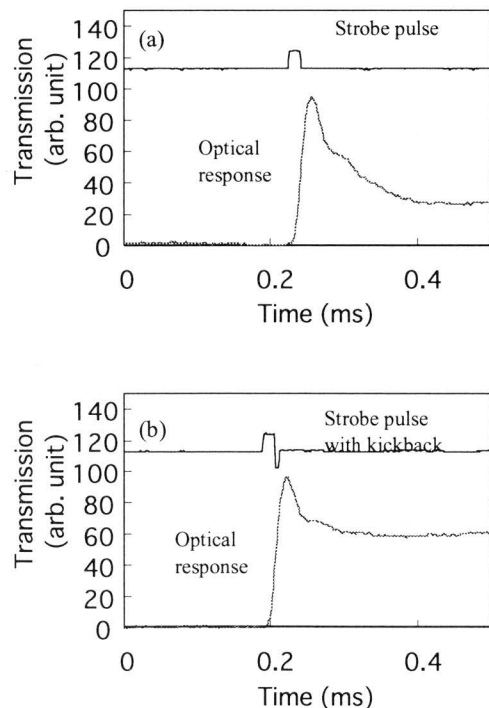 (a)
Strobe pulse
140
120
100
80
60
40
20
0
Transmission
(arb. unit)
Optical
response
0
0.2
0.4
Time (ms)
(b)
Strobe pulse
with kickback
140
120
100
80
60
40
20
0
Transmission
(arb. unit)
Optical
response
0
0.2
0.4
Time (ms)